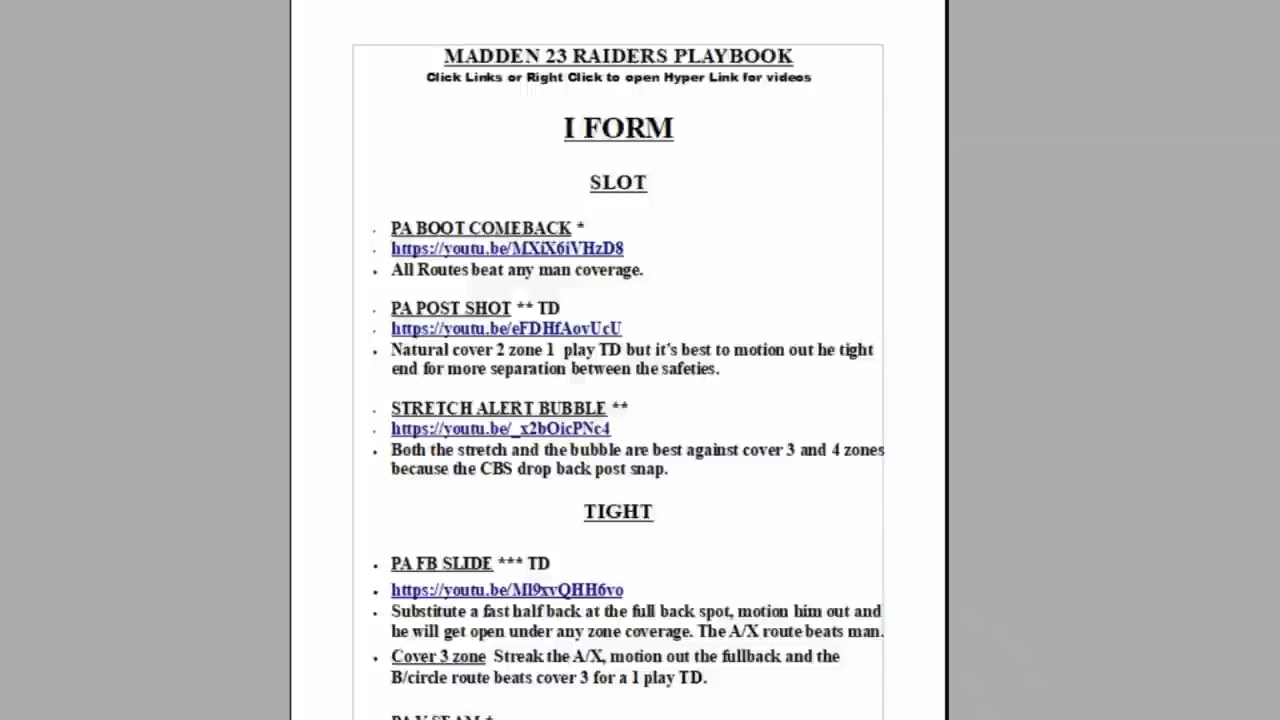 MADDEN 23 RAIDERS PLAYBOOK
Click Links or Right Click to open Hyper Link for videos
I FORM
SLOT
PA BOOT COMEBACK *
https://youtu.be/MXiX6iVHzD8
All Routes beat any man coverage.
PA POST SHOT ** TD
https://youtu.be/eFDHfAovUcU
Natural cover 2 zone 1 play TD but it's best to motion out he tight
end for more separation between the safeties.
STRETCH ALERT BUBBLE **
https://youtu.be/_x2bOicPNc4
Both the stretch and the bubble are best against cover 3 and 4 zones
because the CBS drop back post snap.
TIGHT
PA FB SLIDE *** TD
https://youtu.be/Ml9xvQHH6vo
Substitute a fast half back at the full back spot, motion him out and
he will get open under any zone coverage. The A/X route beats man.
Cover 3 zone Streak the A/X, motion out the fullback and the
B/circle route beats cover 3 for a 1 play TD.